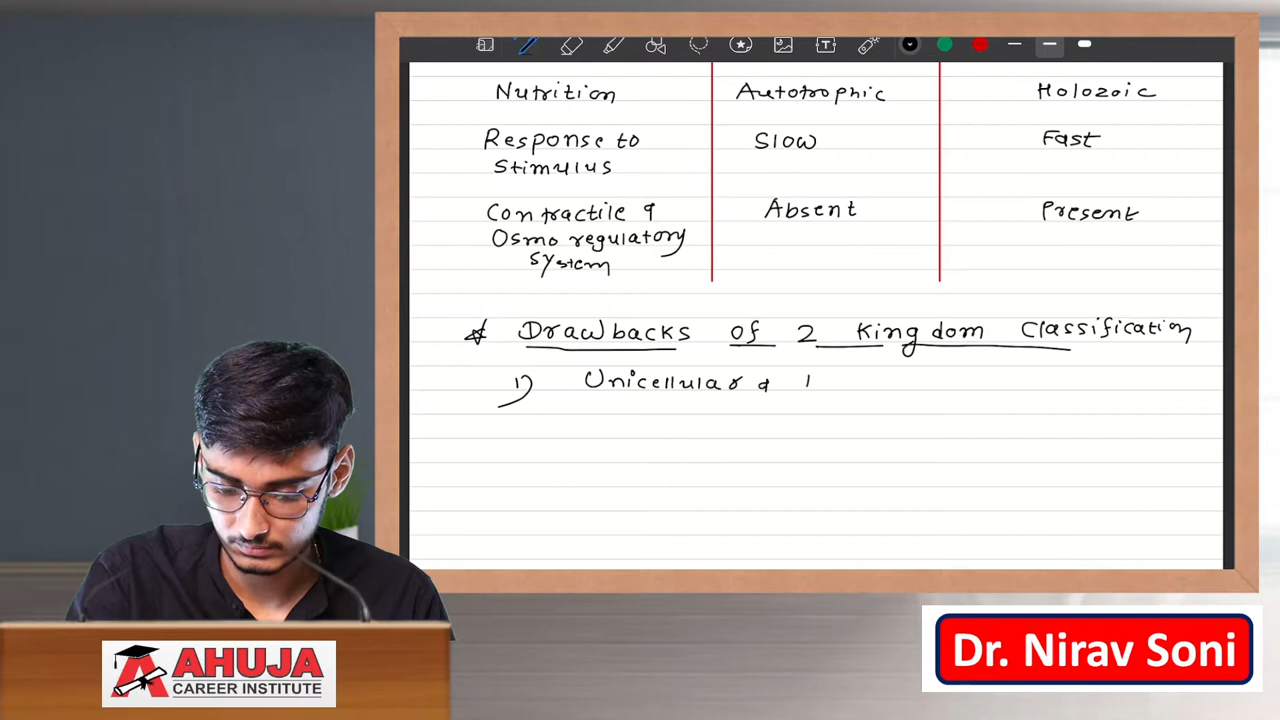 Nutrition Autotrophic Holozoic
Response to Slow Fast
Stimulus
Contractile & Absent Present
Osmo regulatory
System
Drawbacks of 2 Kingdom Classification
1) Unicellular &
AHUJA
CAREER INSTITUTE
Dr. Nirav Soni